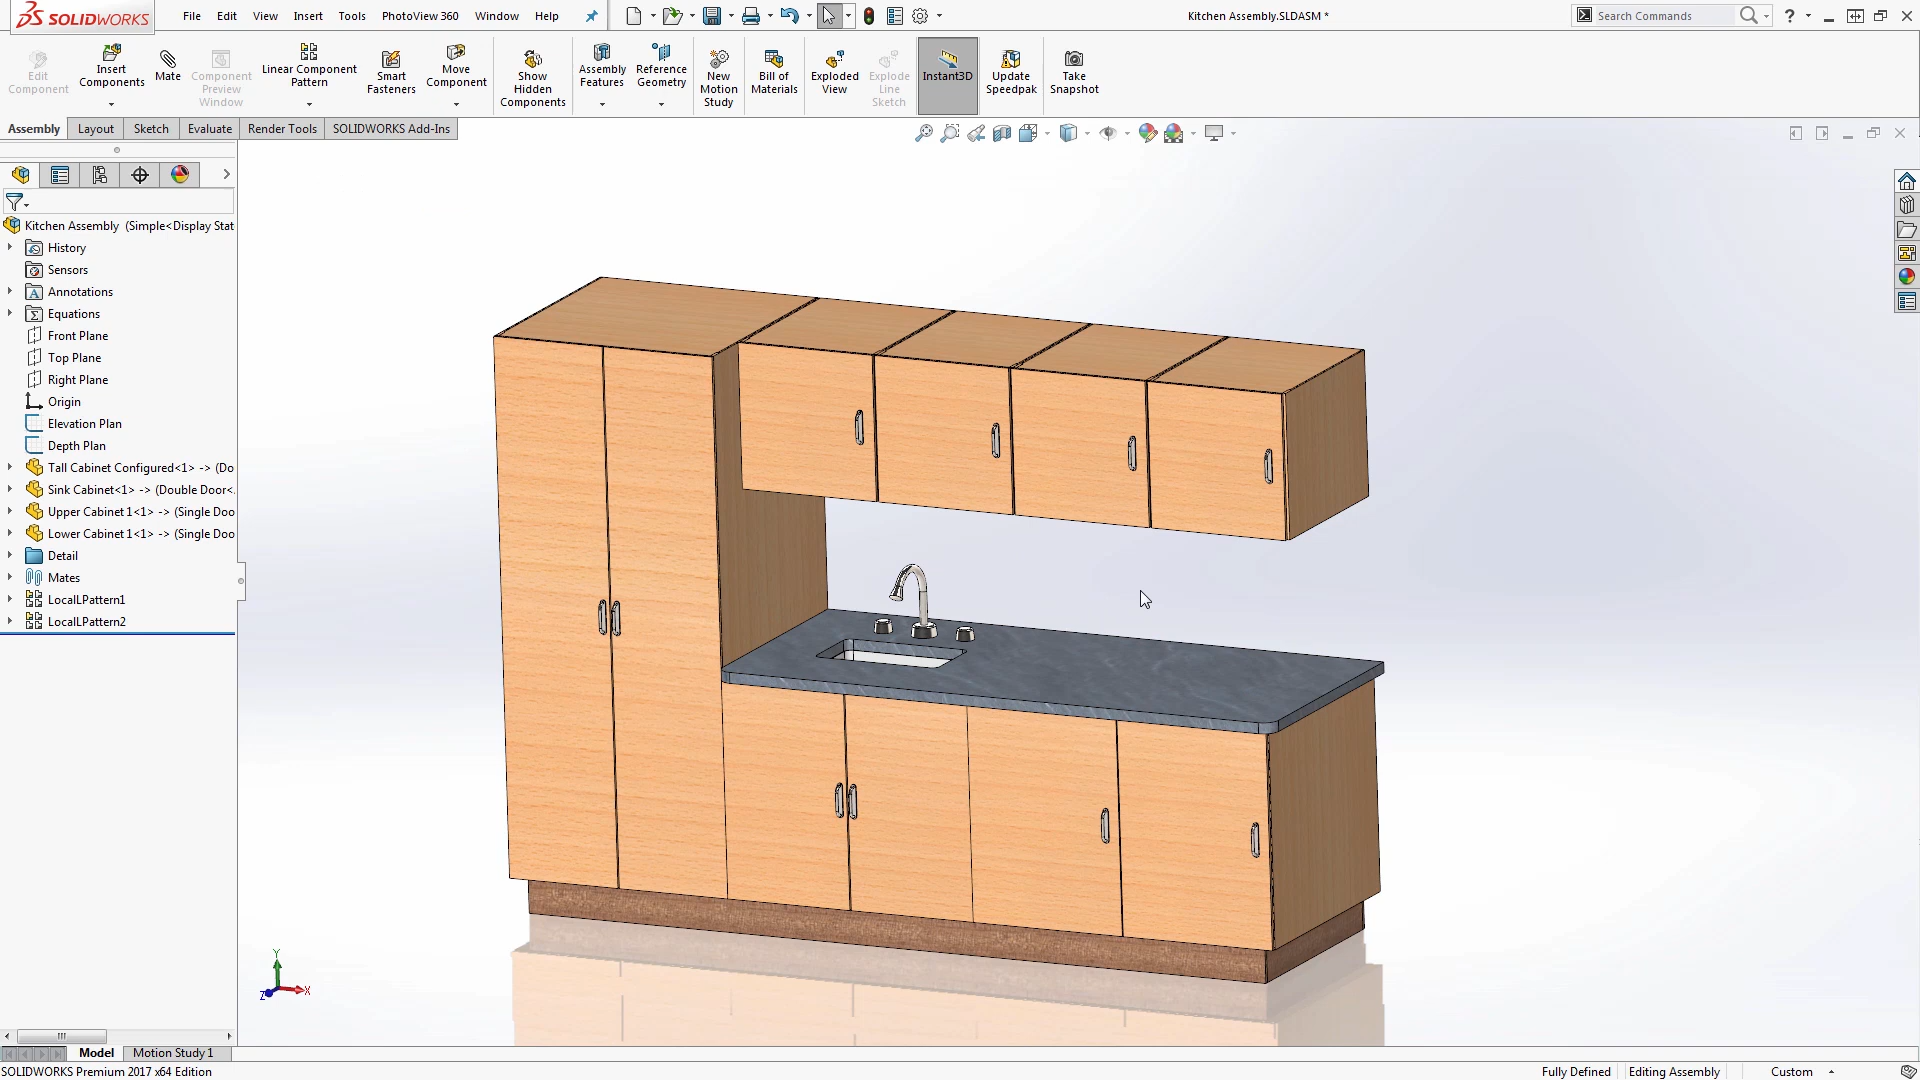 SOLIDWORKS File Edit View Insert Tools PhotoView 360 Window Help Kitchen Assembly.SLDASM * Search Commands ?
Edit Component
Insert Components
Mate
Component Preview Window
Linear Component Pattern
Smart Fasteners
Move Component
Show Hidden Components
Assembly Features
Reference Geometry
New Motion Study
Bill of Materials
Exploded View
Explode Line Sketch
Instant3D
Update Speedpak
Take Snapshot
Assembly Layout Sketch Evaluate Render Tools SOLIDWORKS Add-Ins
Kitchen Assembly (Simple<Display Stat
History
Sensors
Annotations
Equations
Front Plane
Top Plane
Right Plane
Origin
Elevation Plan
Depth Plan
Tall Cabinet Configured<1> -> (Do
Sink Cabinet<1> -> (Double Door<
Upper Cabinet 1<1> -> (Single Doo
Lower Cabinet 1<1> -> (Single Doo
Detail
Mates
LocalLPattern1
LocalLPattern2
Y
Z X
Model Motion Study 1
SOLIDWORKS Premium 2017 x64 Edition Fully Defined Editing Assembly Custom